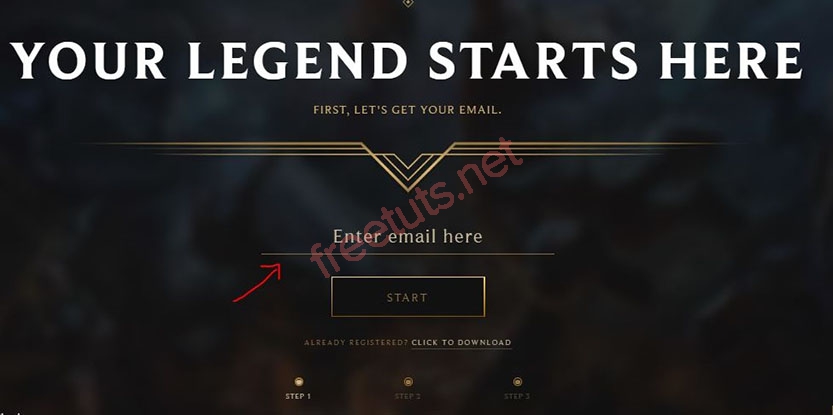 YOUR LEGEND STARTS HERE
FIRST, LET'S GET YOUR EMAIL.
freetuts.net
Enter email here
START
ALREADY REGISTERED? CLICK TO DOWNLOAD
STEP 1 STEP 2 STEP 3